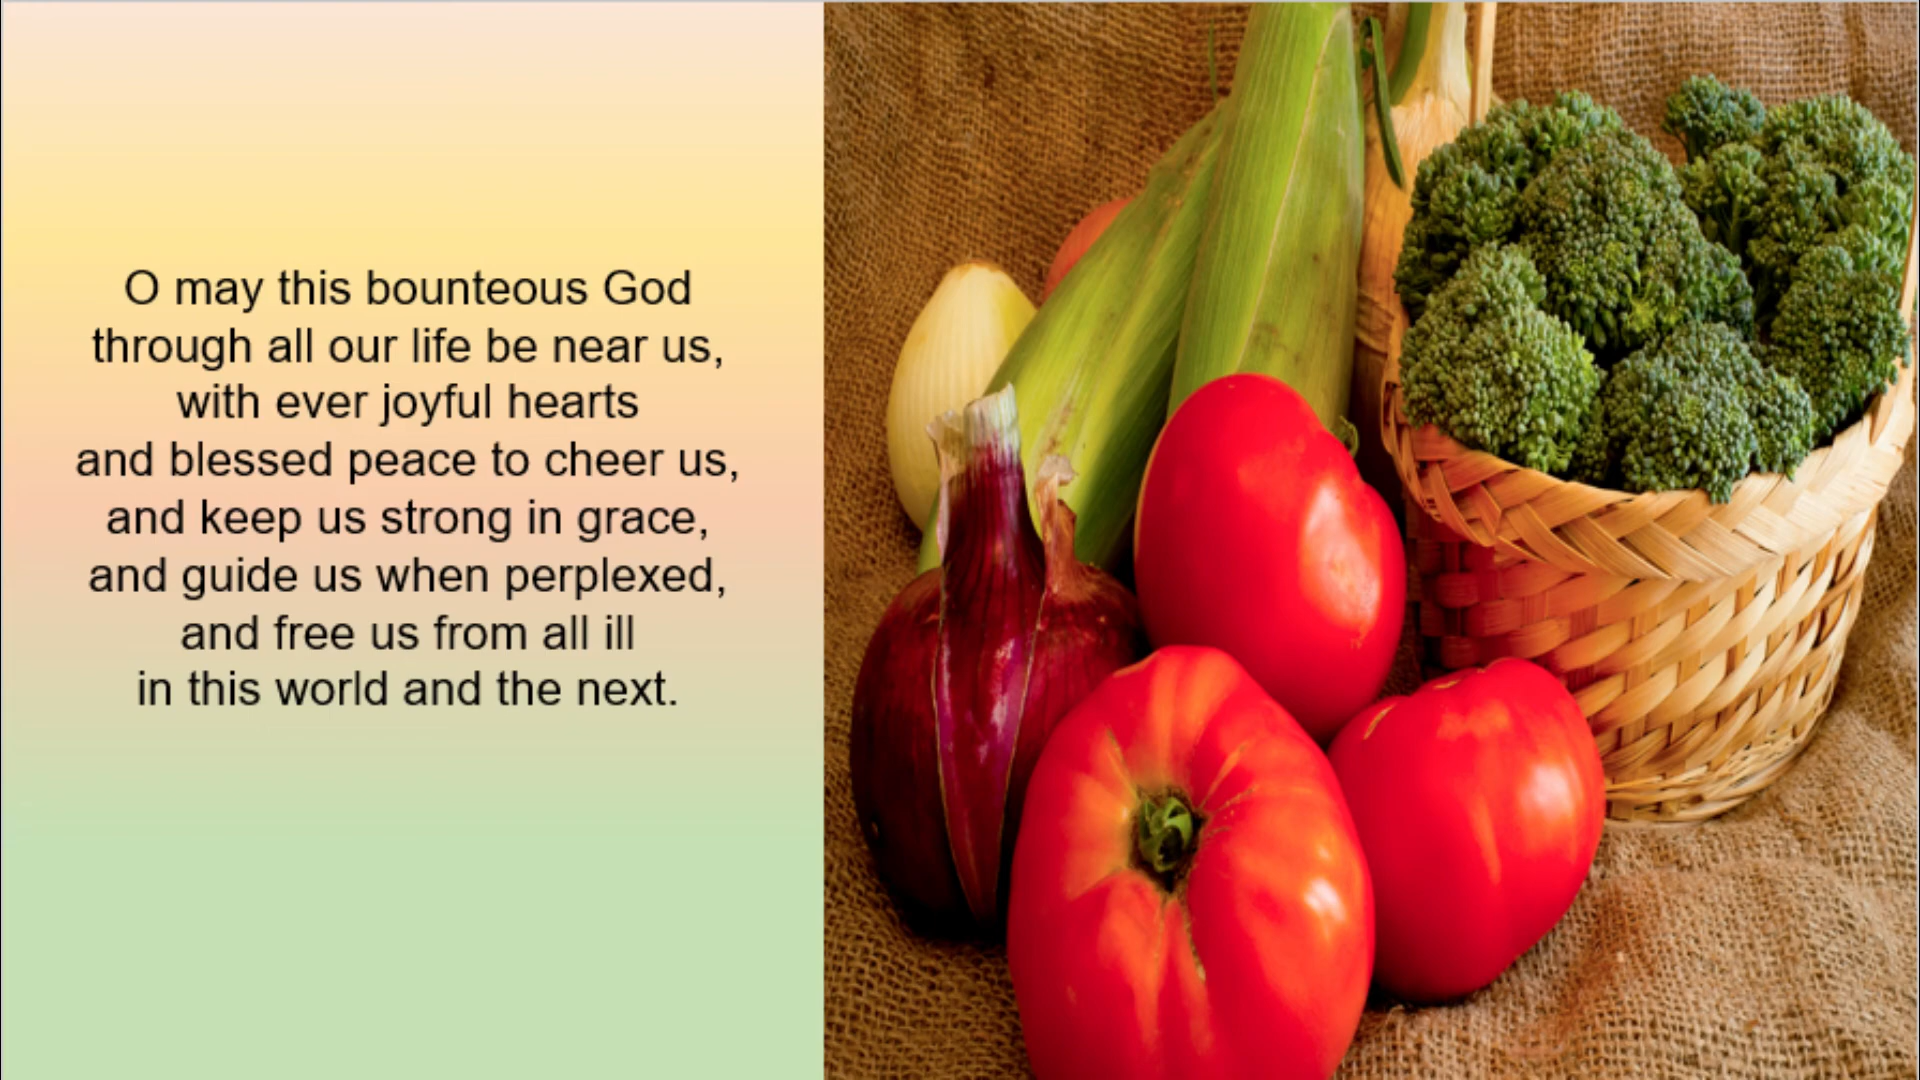 O may this bounteous God
through all our life be near us,
with ever joyful hearts
and blessed peace to cheer us,
and keep us strong in grace,
and guide us when perplexed,
and free us from all ill
in this world and the next.